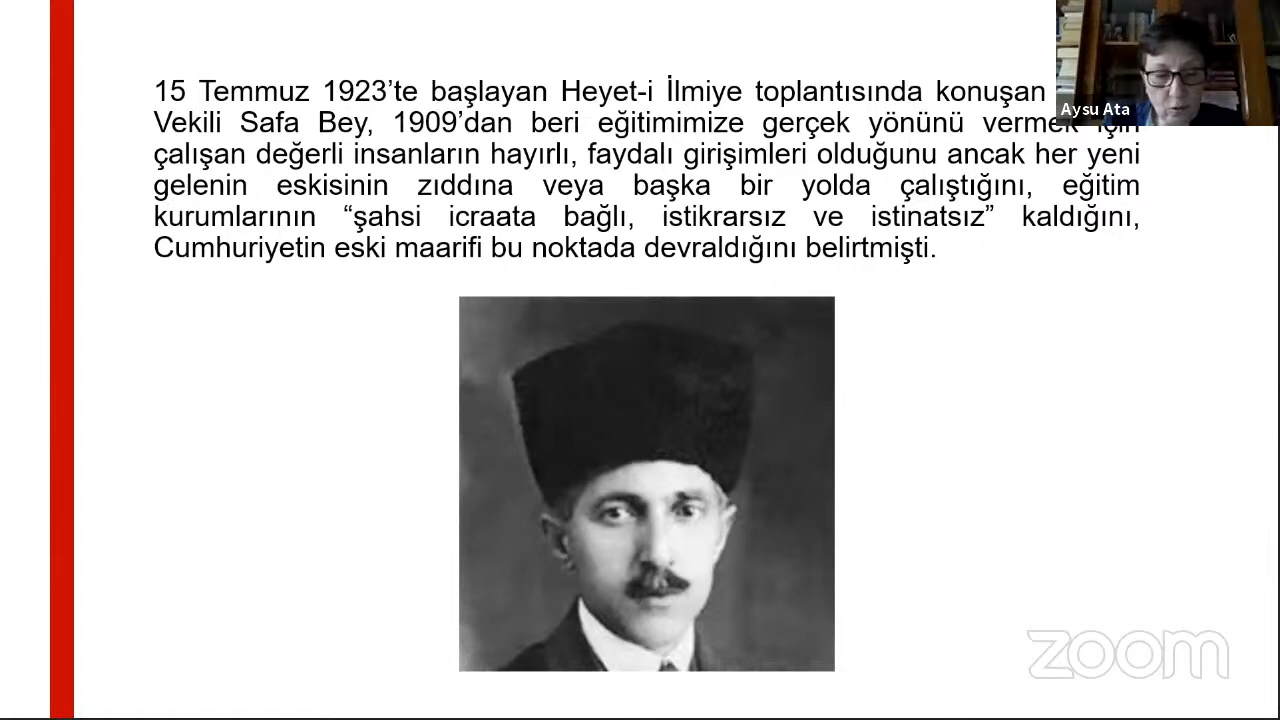 15 Temmuz 1923’te başlayan Heyet-i İlmiye toplantısında konuşan
Vekili Safa Bey, 1909’dan beri eğitimimize gerçek yönünü vermek için
çalışan değerli insanların hayırlı, faydalı girişimleri olduğunu ancak her yeni
gelenin eskisinin zıddına veya başka bir yolda çalıştığını, eğitim
kurumlarının “şahsi icraata bağlı, istikrarsız ve istinatsız” kaldığını,
Cumhuriyetin eski maarifi bu noktada devraldığını belirtmişti.
Aysu Ata
zoom